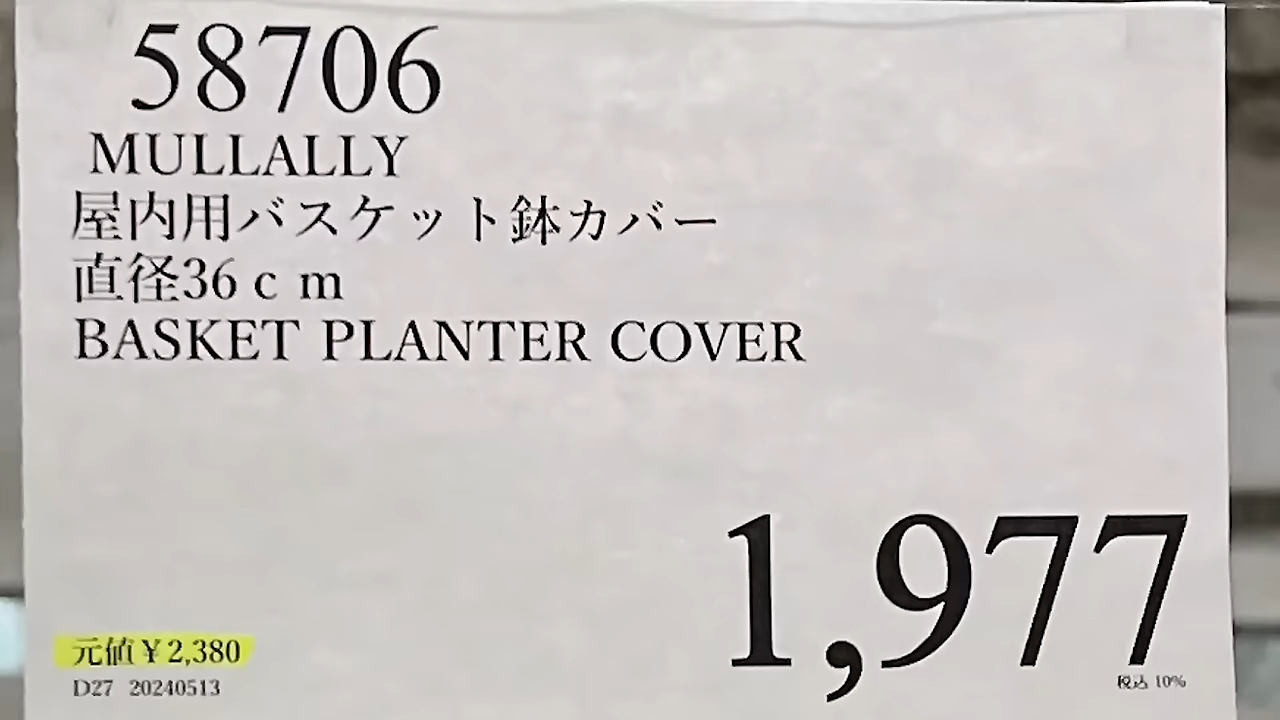 58706
MULLALLY
屋内用バスケット鉢カバー
直径36ｃｍ
BASKET PLANTER COVER
1,977
税込 10%
元値￥2,380
D27 20240513